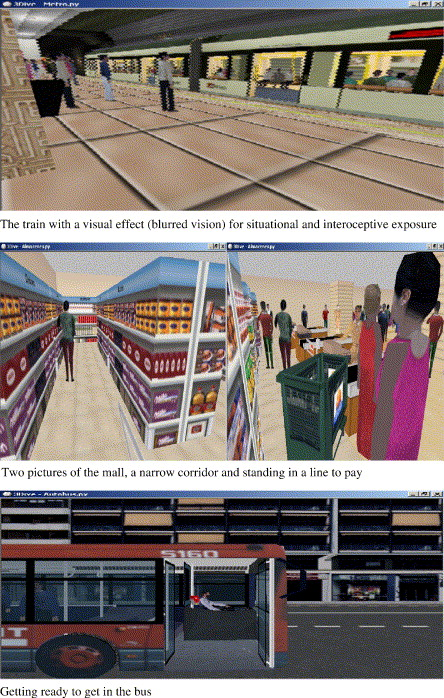 3Dive - Metro.py
The train with a visual effect (blurred vision) for situational and interoceptive exposure
Two pictures of the mall, a narrow corridor and standing in a line to pay
3Dive - Autobus.py
S160
Getting ready to get in the bus